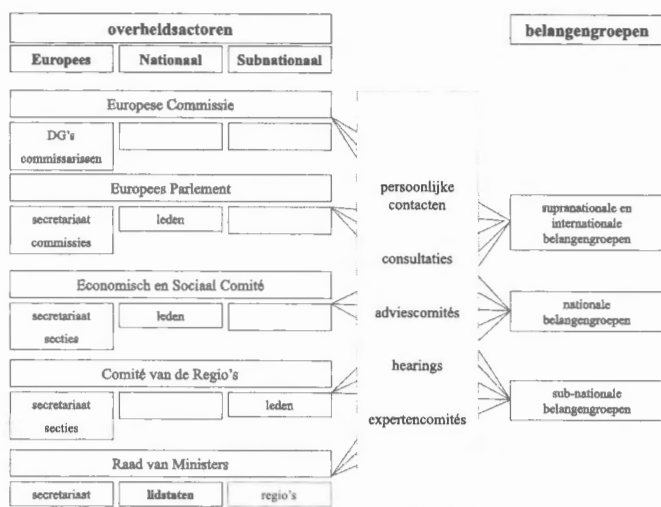 overheidsactoren
belangengroepen
Europees
Nationaal
Subnationaal
Europese Commissie
DG's
commissarissen
Europees Parlement
secretariaat
commissies
leden
Economisch en Sociaal Comité
secretariaat
secties
leden
Comité van de Regio's
secretariaat
secties
leden
Raad van Ministers
secretariaat
lidstaten
regio's
persoonlijke
contacten
consultaties
adviescomités
hearings
expertencomités
supranationale en
internationale
belangengroepen
nationale
belangengroepen
sub-nationale
belangengroepen